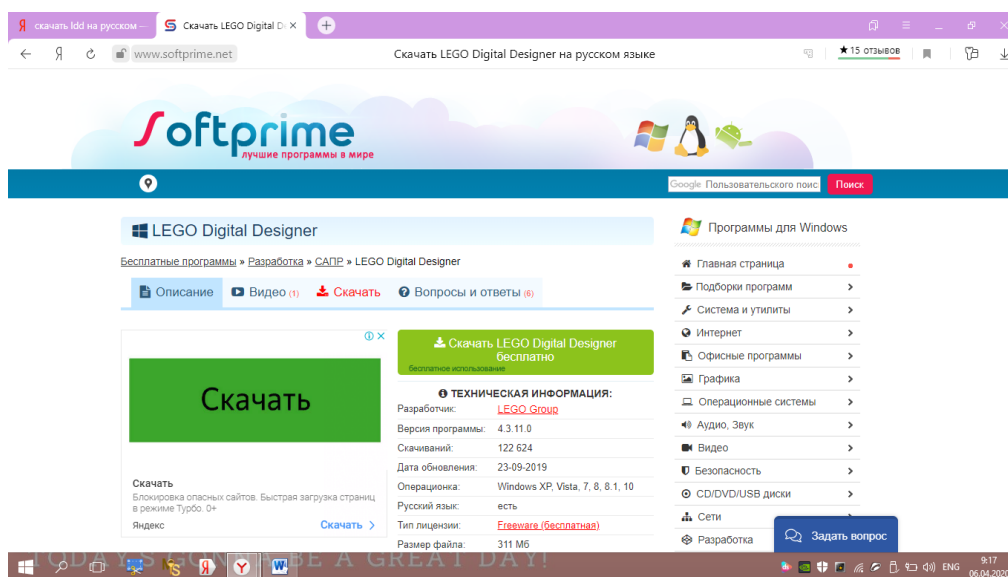 скачать ldd на русском —
Скачать LEGO Digital D
www.softprime.net
Скачать LEGO Digital Designer на русском языке
★15 отзывов
Softprime
лучшие программы в мире
Google Пользовательского поис
Поиск
LEGO Digital Designer
Бесплатные программы » Разработка » САПР » LEGO Digital Designer
Описание
Видео (1)
Скачать
Вопросы и ответы (6)
Скачать
Скачать
Блокировка опасных сайтов. Быстрая загрузка страниц
в режиме Турбо. 0+
Яндекс
Скачать >
Скачать LEGO Digital Designer
бесплатно
бесплатное использование
ТЕХНИЧЕСКАЯ ИНФОРМАЦИЯ:
Разработчик: LEGO Group
Версия программы: 4.3.11.0
Скачиваний: 122 624
Дата обновления: 23-09-2019
Операционка: Windows XP, Vista, 7, 8, 8.1, 10
Русский язык: есть
Тип лицензии: Freeware (бесплатная)
Размер файла: 311 Мб
Программы для Windows
Главная страница
Подборки программ
Система и утилиты
Интернет
Офисные программы
Графика
Операционные системы
Аудио, Звук
Видео
Безопасность
CD/DVD/USB диски
Сети
Разработка
Задать вопрос
TODAY'S GONNA BE A GREAT DAY!
ENG
9:17